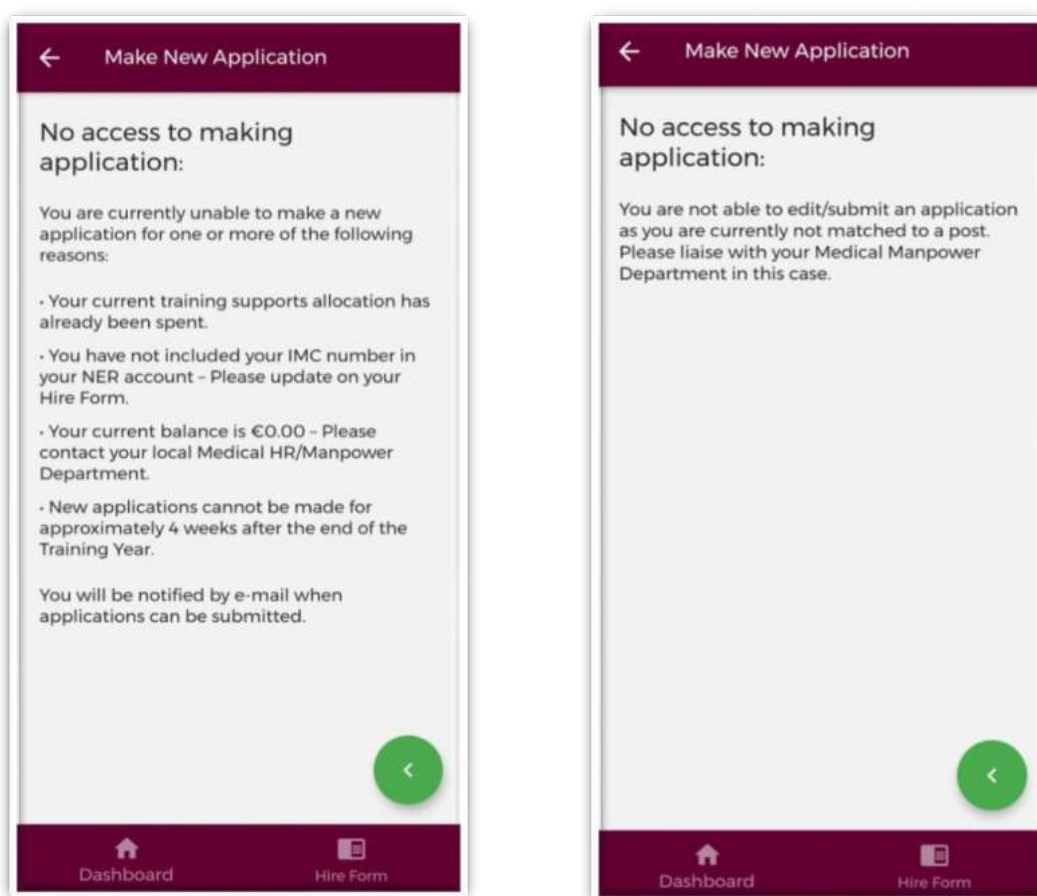 Make New Application
No access to making
application:
You are currently unable to make a new
application for one or more of the following
reasons:
• Your current training supports allocation has
already been spent.
• You have not included your IMC number in
your NER account – Please update on your
Hire Form.
• Your current balance is €0.00 – Please
contact your local Medical HR/Manpower
Department.
• New applications cannot be made for
approximately 4 weeks after the end of the
Training Year.
You will be notified by e-mail when
applications can be submitted.
Dashboard
Hire Form
Make New Application
No access to making
application:
You are not able to edit/submit an application
as you are currently not matched to a post.
Please liaise with your Medical Manpower
Department in this case.
Dashboard
Hire Form